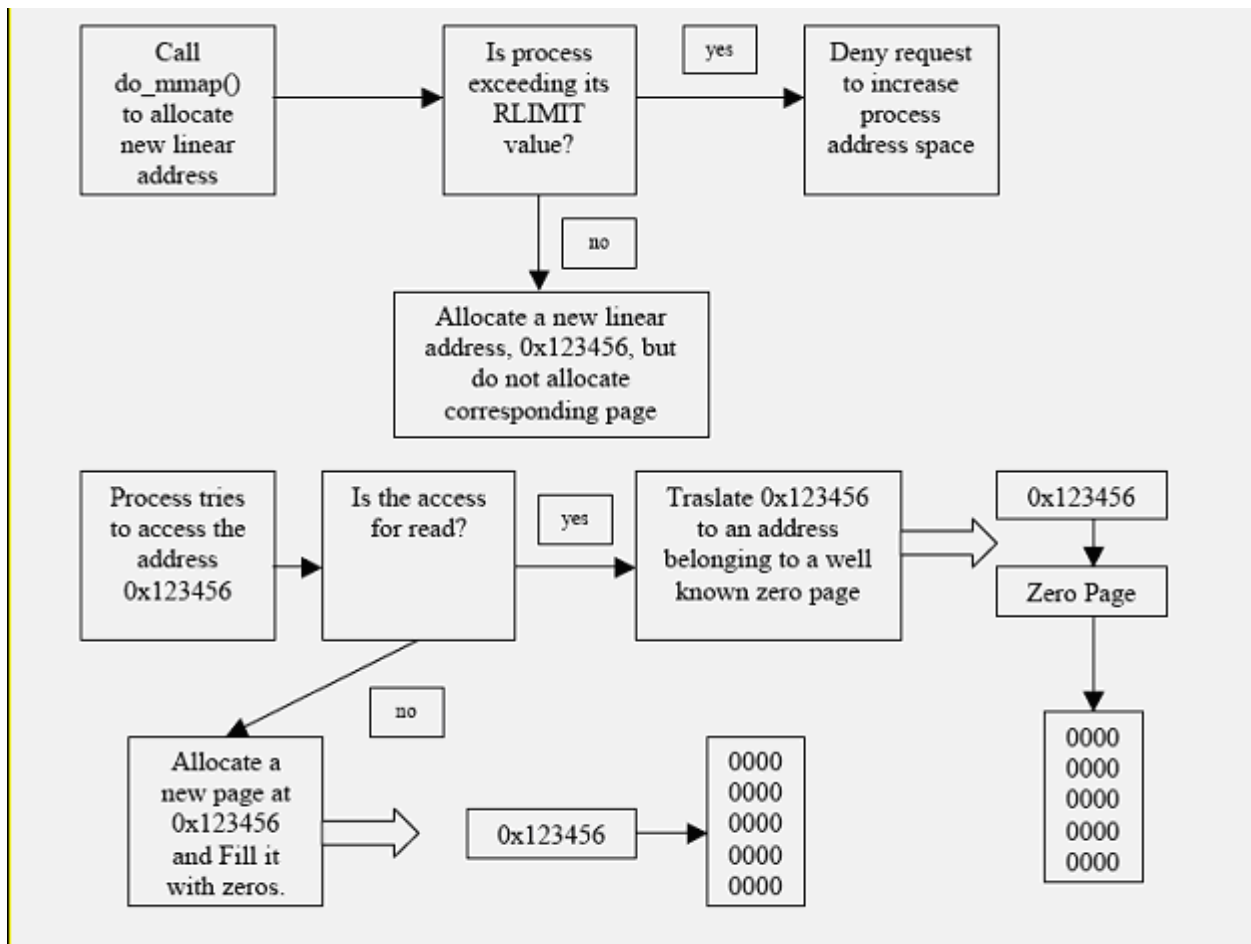 Call
do_mmap()
to allocate
new linear
address
Is process
exceeding its
RLIMIT
value?
yes
Deny request
to increase
process
address space
no
Allocate a new linear
address, 0x123456, but
do not allocate
corresponding page
Process tries
to access the
address
0x123456
Is the access
for read?
yes
Traslate 0x123456
to an address
belonging to a well
known zero page
0x123456
Zero Page
no
Allocate a
new page at
0x123456
and Fill it
with zeros.
0x123456
0000
0000
0000
0000
0000
0000
0000
0000
0000
0000